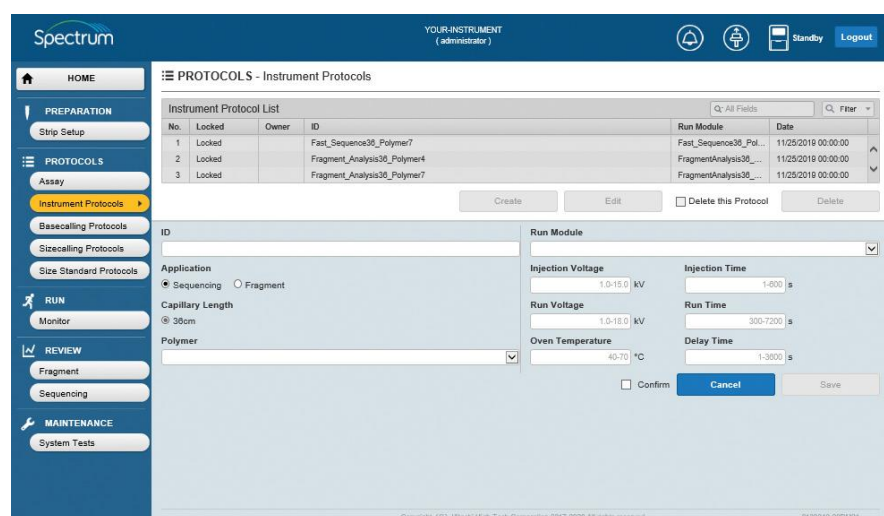 Spectrum
YOUR-INSTRUMENT
( administrator )
Standby
Logout
HOME
PREPARATION
Strip Setup
PROTOCOLS
Assay
Instrument Protocols
Basecalling Protocols
Sizecalling Protocols
Size Standard Protocols
RUN
Monitor
REVIEW
Fragment
Sequencing
MAINTENANCE
System Tests
PROTOCOLS - Instrument Protocols
Instrument Protocol List
All Fields
Filter
No. Locked Owner ID Run Module Date
1 Locked Fast_Sequence36_Polymer7 Fast_Sequence36_Pol... 11/25/2019 00:00:00
2 Locked Fragment_Analysis36_Polymer4 FragmentAnalysis36_... 11/25/2019 00:00:00
3 Locked Fragment_Analysis36_Polymer7 FragmentAnalysis36_... 11/25/2019 00:00:00
Create Edit Delete this Protocol Delete
ID Run Module
Application Injection Voltage Injection Time
Sequencing Fragment 1.0-15.0 kV 1-600 s
Capillary Length Run Voltage Run Time
36cm 1.0-18.0 kV 300-7200 s
Polymer Oven Temperature Delay Time
40-70 °C 1-3600 s
Confirm Cancel Save